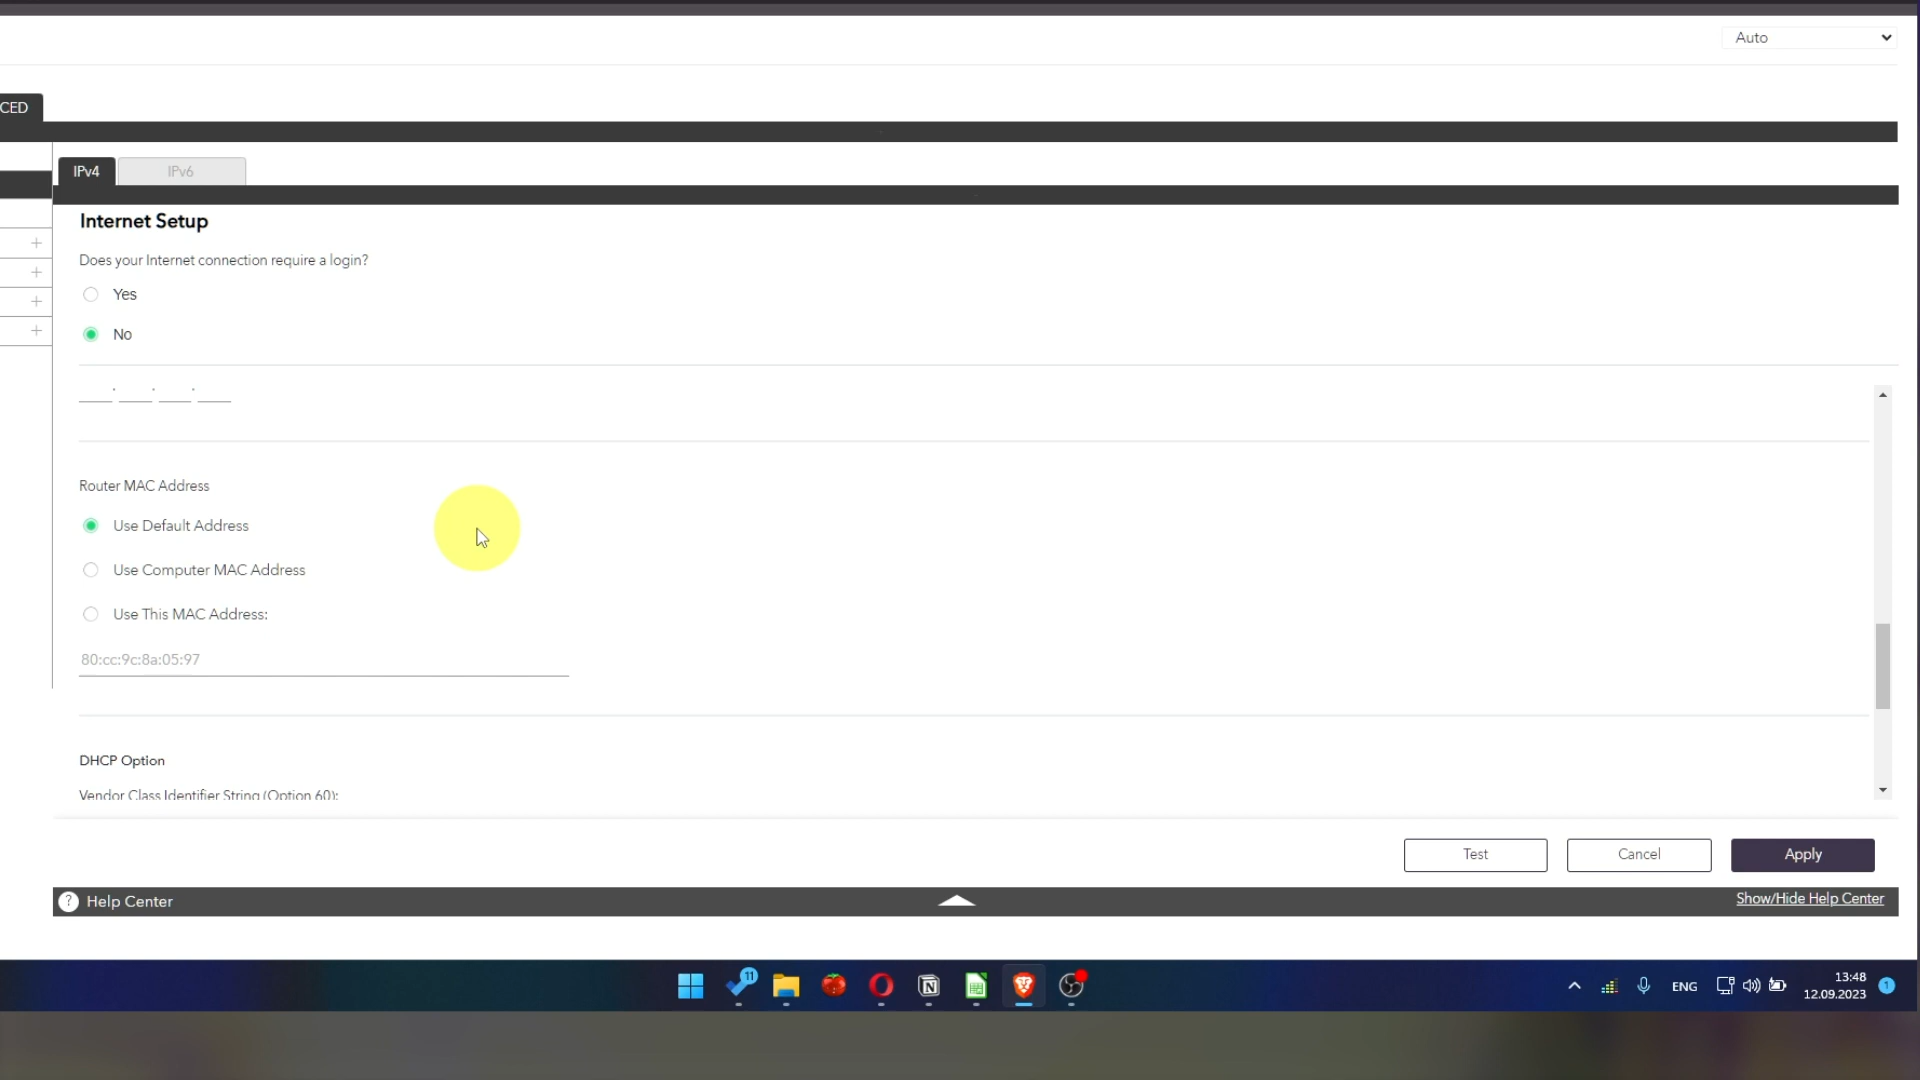 Auto
CED
IPv4
IPv6
Internet Setup
Does your Internet connection require a login?
Yes
No
Router MAC Address
Use Default Address
Use Computer MAC Address
Use This MAC Address:
80:cc:9c:8a:05:97
DHCP Option
Vendor Class Identifier String (Option 60):
Test
Cancel
Apply
? Help Center
Show/Hide Help Center
11
N
ENG
13:48
12.09.2023
1